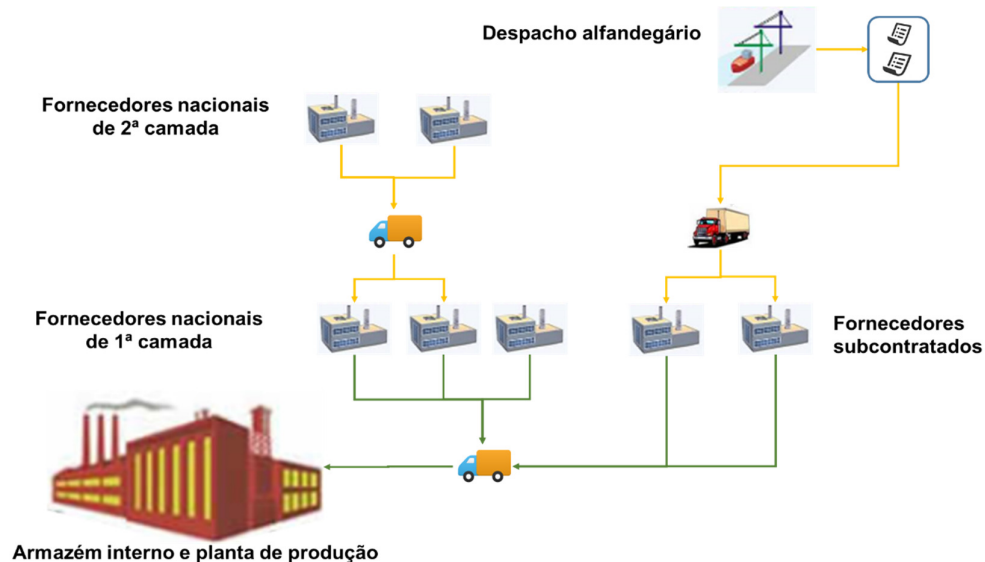 Despacho alfandegário
Fornecedores nacionais
de 2ª camada
Fornecedores nacionais
de 1ª camada
Fornecedores
subcontratados
Armazém interno e planta de produção